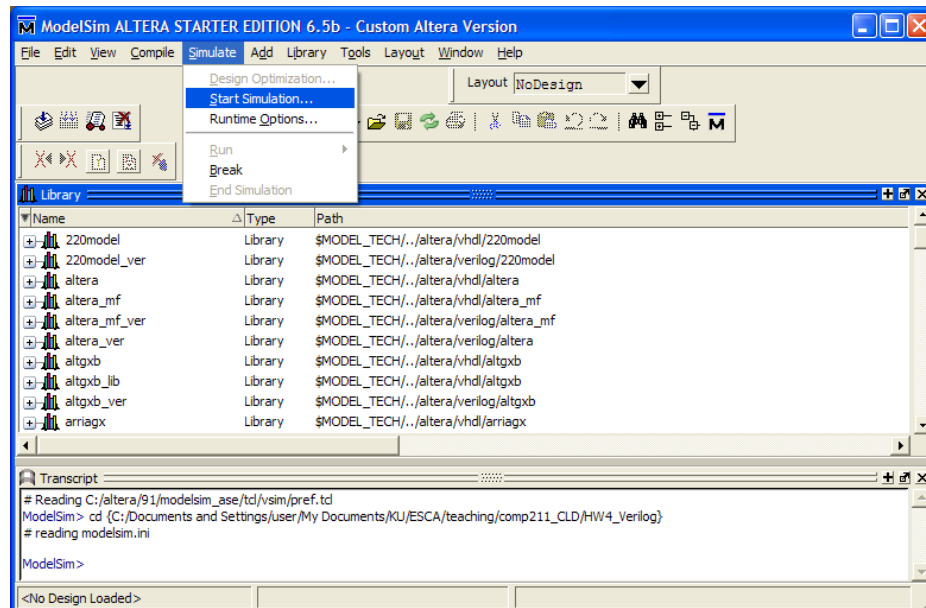 ModelSim ALTERA STARTER EDITION 6.5b - Custom Altera Version
File Edit View Compile Simulate Add Library Tools Layout Window Help
Design Optimization...
Start Simulation...
Runtime Options...
Run
Break
End Simulation
Layout NoDesign
Library
Name Type Path
220model Library $MODEL_TECH/../altera/vhdl/220model
220model_ver Library $MODEL_TECH/../altera/verilog/220model
altera Library $MODEL_TECH/../altera/vhdl/altera
altera_mf Library $MODEL_TECH/../altera/vhdl/altera_mf
altera_mf_ver Library $MODEL_TECH/../altera/verilog/altera_mf
altera_ver Library $MODEL_TECH/../altera/verilog/altera
altgxb Library $MODEL_TECH/../altera/vhdl/altgxb
altgxb_lib Library $MODEL_TECH/../altera/vhdl/altgxb
altgxb_ver Library $MODEL_TECH/../altera/verilog/altgxb
arriagx Library $MODEL_TECH/../altera/vhdl/arriagx
Transcript
# Reading C:/altera/91/modelsim_ase/tcl/vsim/pref.tcl
ModelSim> cd {C:/Documents and Settings/user/My Documents/KU/ESCA/teaching/comp211_CLD/HW4_Verilog}
# reading modelsim.ini
ModelSim>
<No Design Loaded>